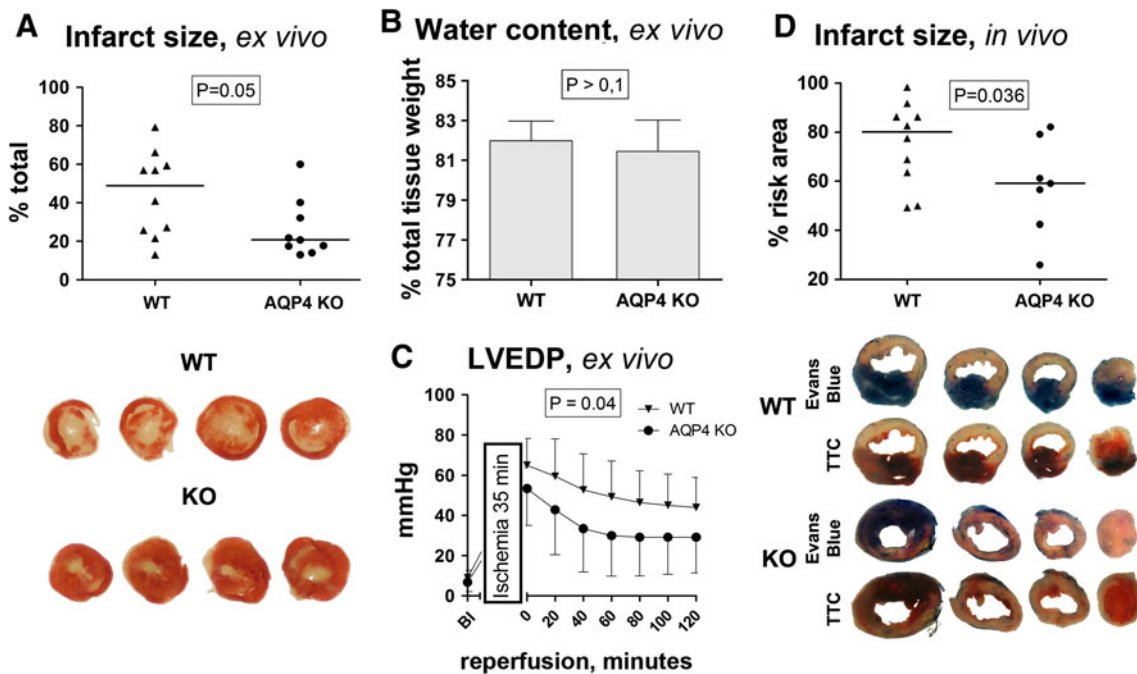 A Infarct size, ex vivo
P=0.05
% total
100
80
60
40
20
0
WT AQP4 KO
WT
KO
B Water content, ex vivo
P > 0,1
% total tissue weight
85
83
81
79
77
75
WT AQP4 KO
C LVEDP, ex vivo
P = 0.04
WT
AQP4 KO
mmHg
100
80
60
40
20
0
Ischemia 35 min
BI 0 20 40 60 80 100 120
reperfusion, minutes
D Infarct size, in vivo
P=0.036
% risk area
100
80
60
40
20
WT AQP4 KO
WT
Evans
Blue
TTC
KO
Evans
Blue
TTC